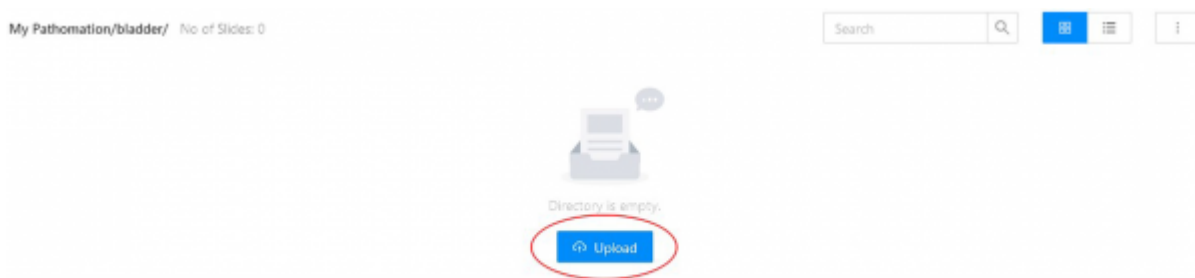 My Pathomation/bladder/ No of Slides: 0 Search
Directory is empty.
Upload